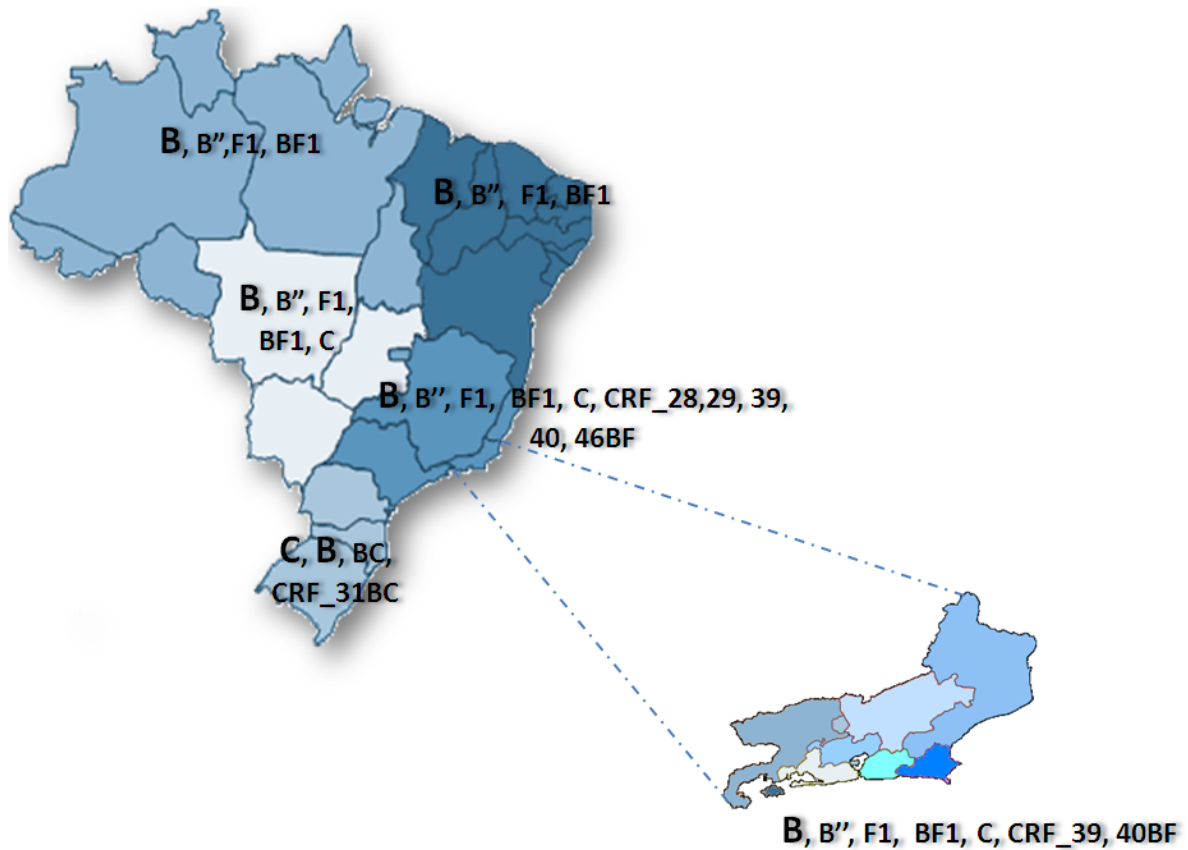 B, B”,F1, BF1
B, B”, F1, BF1
B, B”, F1,
BF1, C
B, B’’, F1, BF1, C, CRF_28,29, 39,
40, 46BF
C, B, BC,
CRF_31BC
B, B’’, F1, BF1, C, CRF_39, 40BF